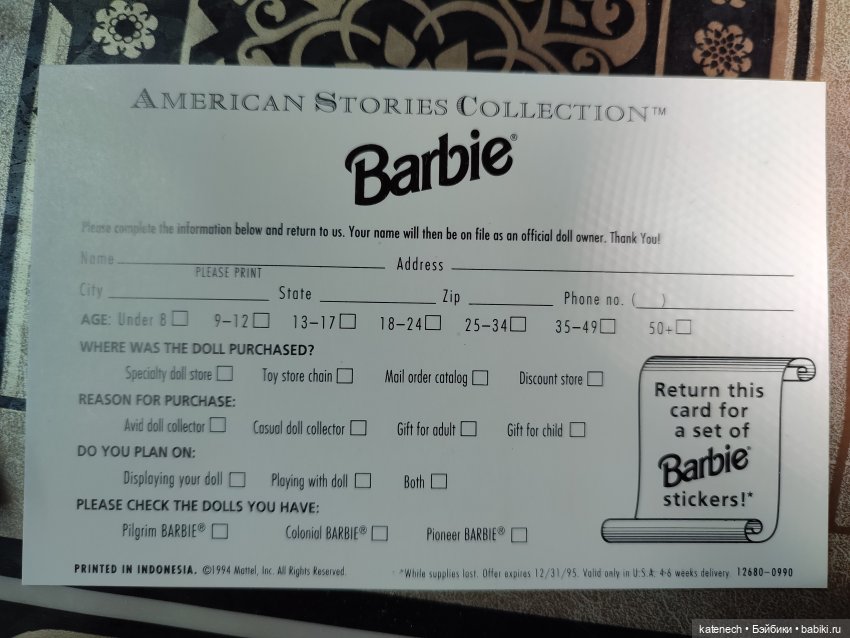 AMERICAN STORIES COLLECTION™
Barbie®
Please complete the information below and return to us. Your name will then be on file as an official doll owner. Thank You!
Name Address
PLEASE PRINT
City State Zip Phone no. ( )
AGE: Under 8 9–12 13–17 18–24 25–34 35–49 50+
WHERE WAS THE DOLL PURCHASED?
Specialty doll store Toy store chain Mail order catalog Discount store
REASON FOR PURCHASE:
Avid doll collector Casual doll collector Gift for adult Gift for child
DO YOU PLAN ON:
Displaying your doll Playing with doll Both
PLEASE CHECK THE DOLLS YOU HAVE:
Pilgrim BARBIE® Colonial BARBIE® Pioneer BARBIE®
Return this
card for
a set of
Barbie®
stickers!*
PRINTED IN INDONESIA. ©1994 Mattel, Inc. All Rights Reserved. *While supplies last. Offer expires 12/31/95. Valid only in U.S.A. 4-6 weeks delivery. 12680-0990
katenech • Бэйбики • babiki.ru